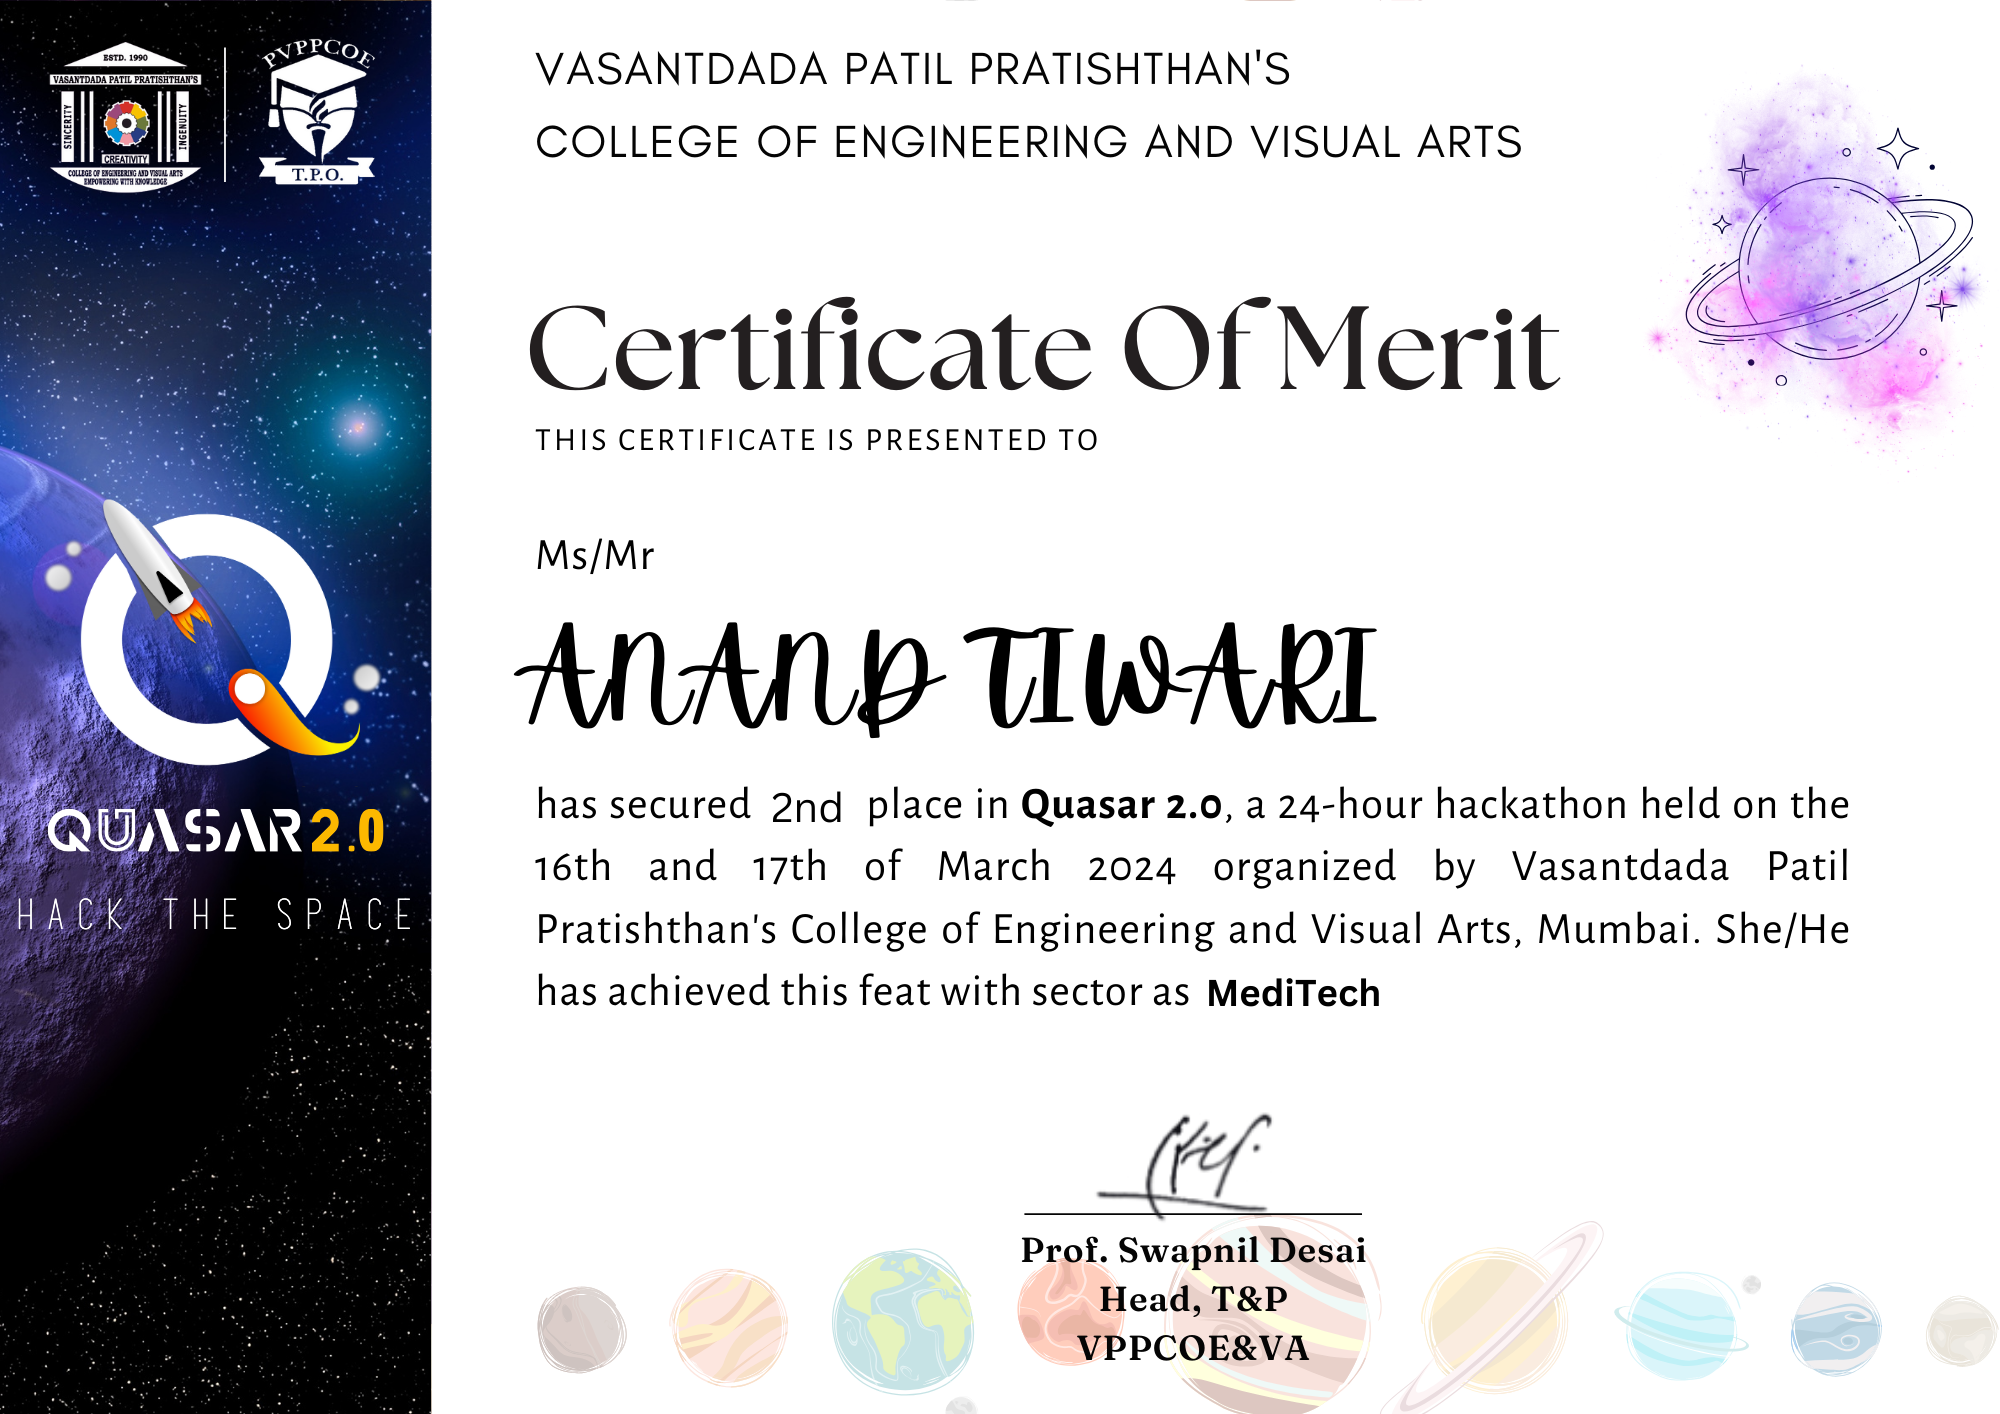 ESTD. 1990
VASANTDADA PATIL PRATISHTHAN'S
SINCERITY
INGENUITY
CREATIVITY
COLLEGE OF ENGINEERING AND VISUAL ARTS
EMPOWERING WITH KNOWLEDGE
PVPPCOE
T.P.O.
QUASAR 2.0
HACK THE SPACE
VASANTDADA PATIL PRATISHTHAN'S
COLLEGE OF ENGINEERING AND VISUAL ARTS
Certificate Of Merit
THIS CERTIFICATE IS PRESENTED TO
Ms/Mr
ANAND TIWARI
has secured 2nd place in Quasar 2.0, a 24-hour hackathon held on the
16th and 17th of March 2024 organized by Vasantdada Patil
Pratishthan's College of Engineering and Visual Arts, Mumbai. She/He
has achieved this feat with sector as MediTech
Prof. Swapnil Desai
Head, T&P
VPPCOE&VA